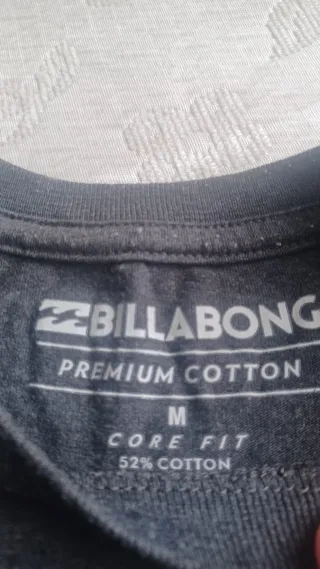 BILLABONG
PREMIUM COTTON
M
CORE FIT
52% COTTON